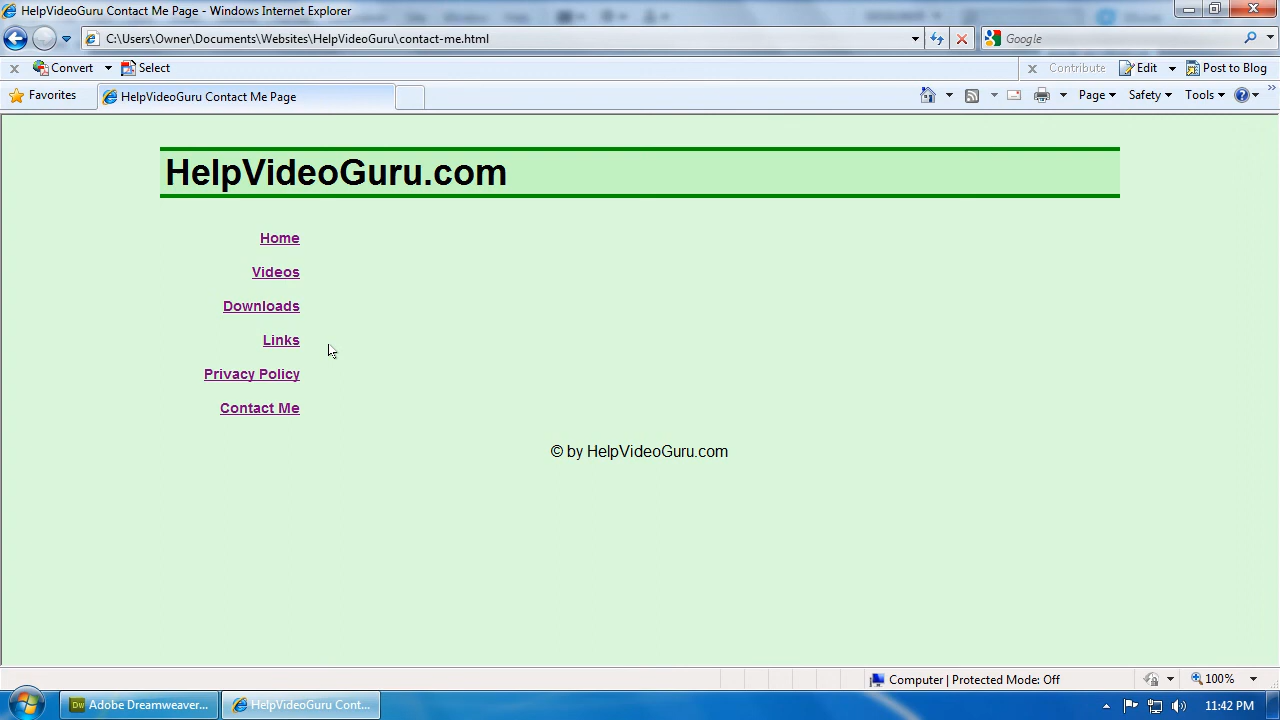 HelpVideoGuru Contact Me Page - Windows Internet Explorer
C:\Users\Owner\Documents\Websites\HelpVideoGuru\contact-me.html
Google
Convert
Select
Contribute
Edit
Post to Blog
Favorites
HelpVideoGuru Contact Me Page
Page
Safety
Tools
HelpVideoGuru.com
Home
Videos
Downloads
Links
Privacy Policy
Contact Me
© by HelpVideoGuru.com
Computer | Protected Mode: Off
100%
Dw
Adobe Dreamweaver...
HelpVideoGuru Cont...
11:42 PM